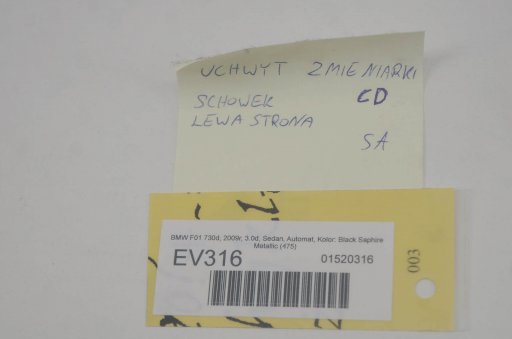 UCHWYT ZMIENIARKI
SCHOWEK CD
LEWA STRONA
SA
BMW F01 730d, 2009r, 3.0d, Sedan, Automat, Kolor: Black Saphire
Metallic (475)
EV316 01520316
003